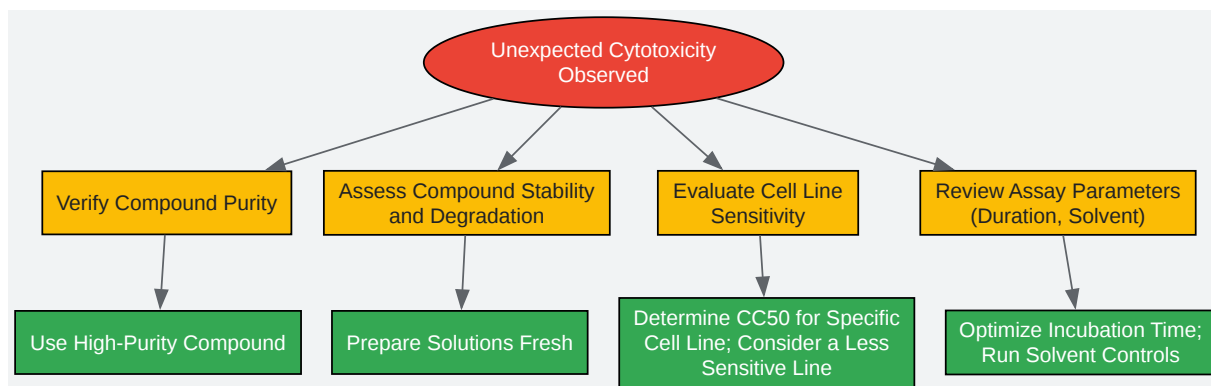 Unexpected Cytotoxicity
Observed
Verify Compound Purity
Assess Compound Stability
and Degradation
Evaluate Cell Line
Sensitivity
Review Assay Parameters
(Duration, Solvent)
Use High-Purity Compound
Prepare Solutions Fresh
Determine CC50 for Specific
Cell Line; Consider a Less
Sensitive Line
Optimize Incubation Time;
Run Solvent Controls